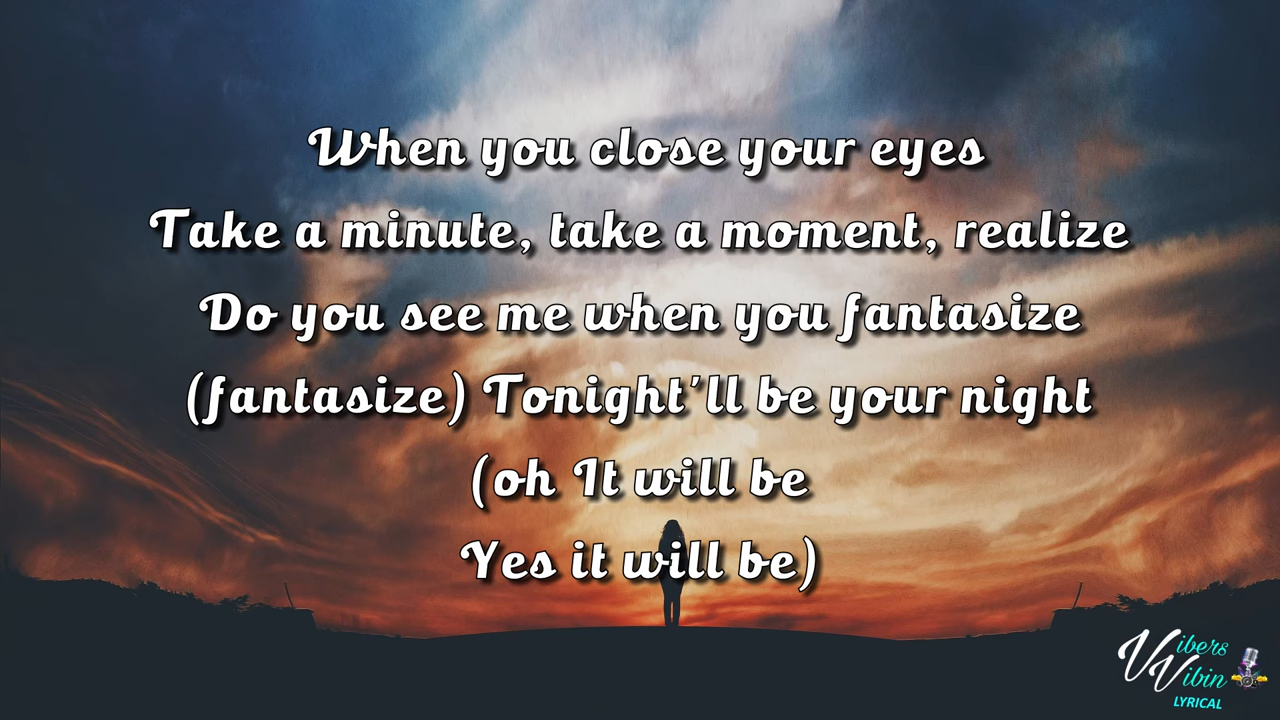 When you close your eyes
Take a minute, take a moment, realize
Do you see me when you fantasize
(fantasize) Tonight'll be your night
(oh It will be
Yes it will be)
Vibers
Vibin
LYRICAL